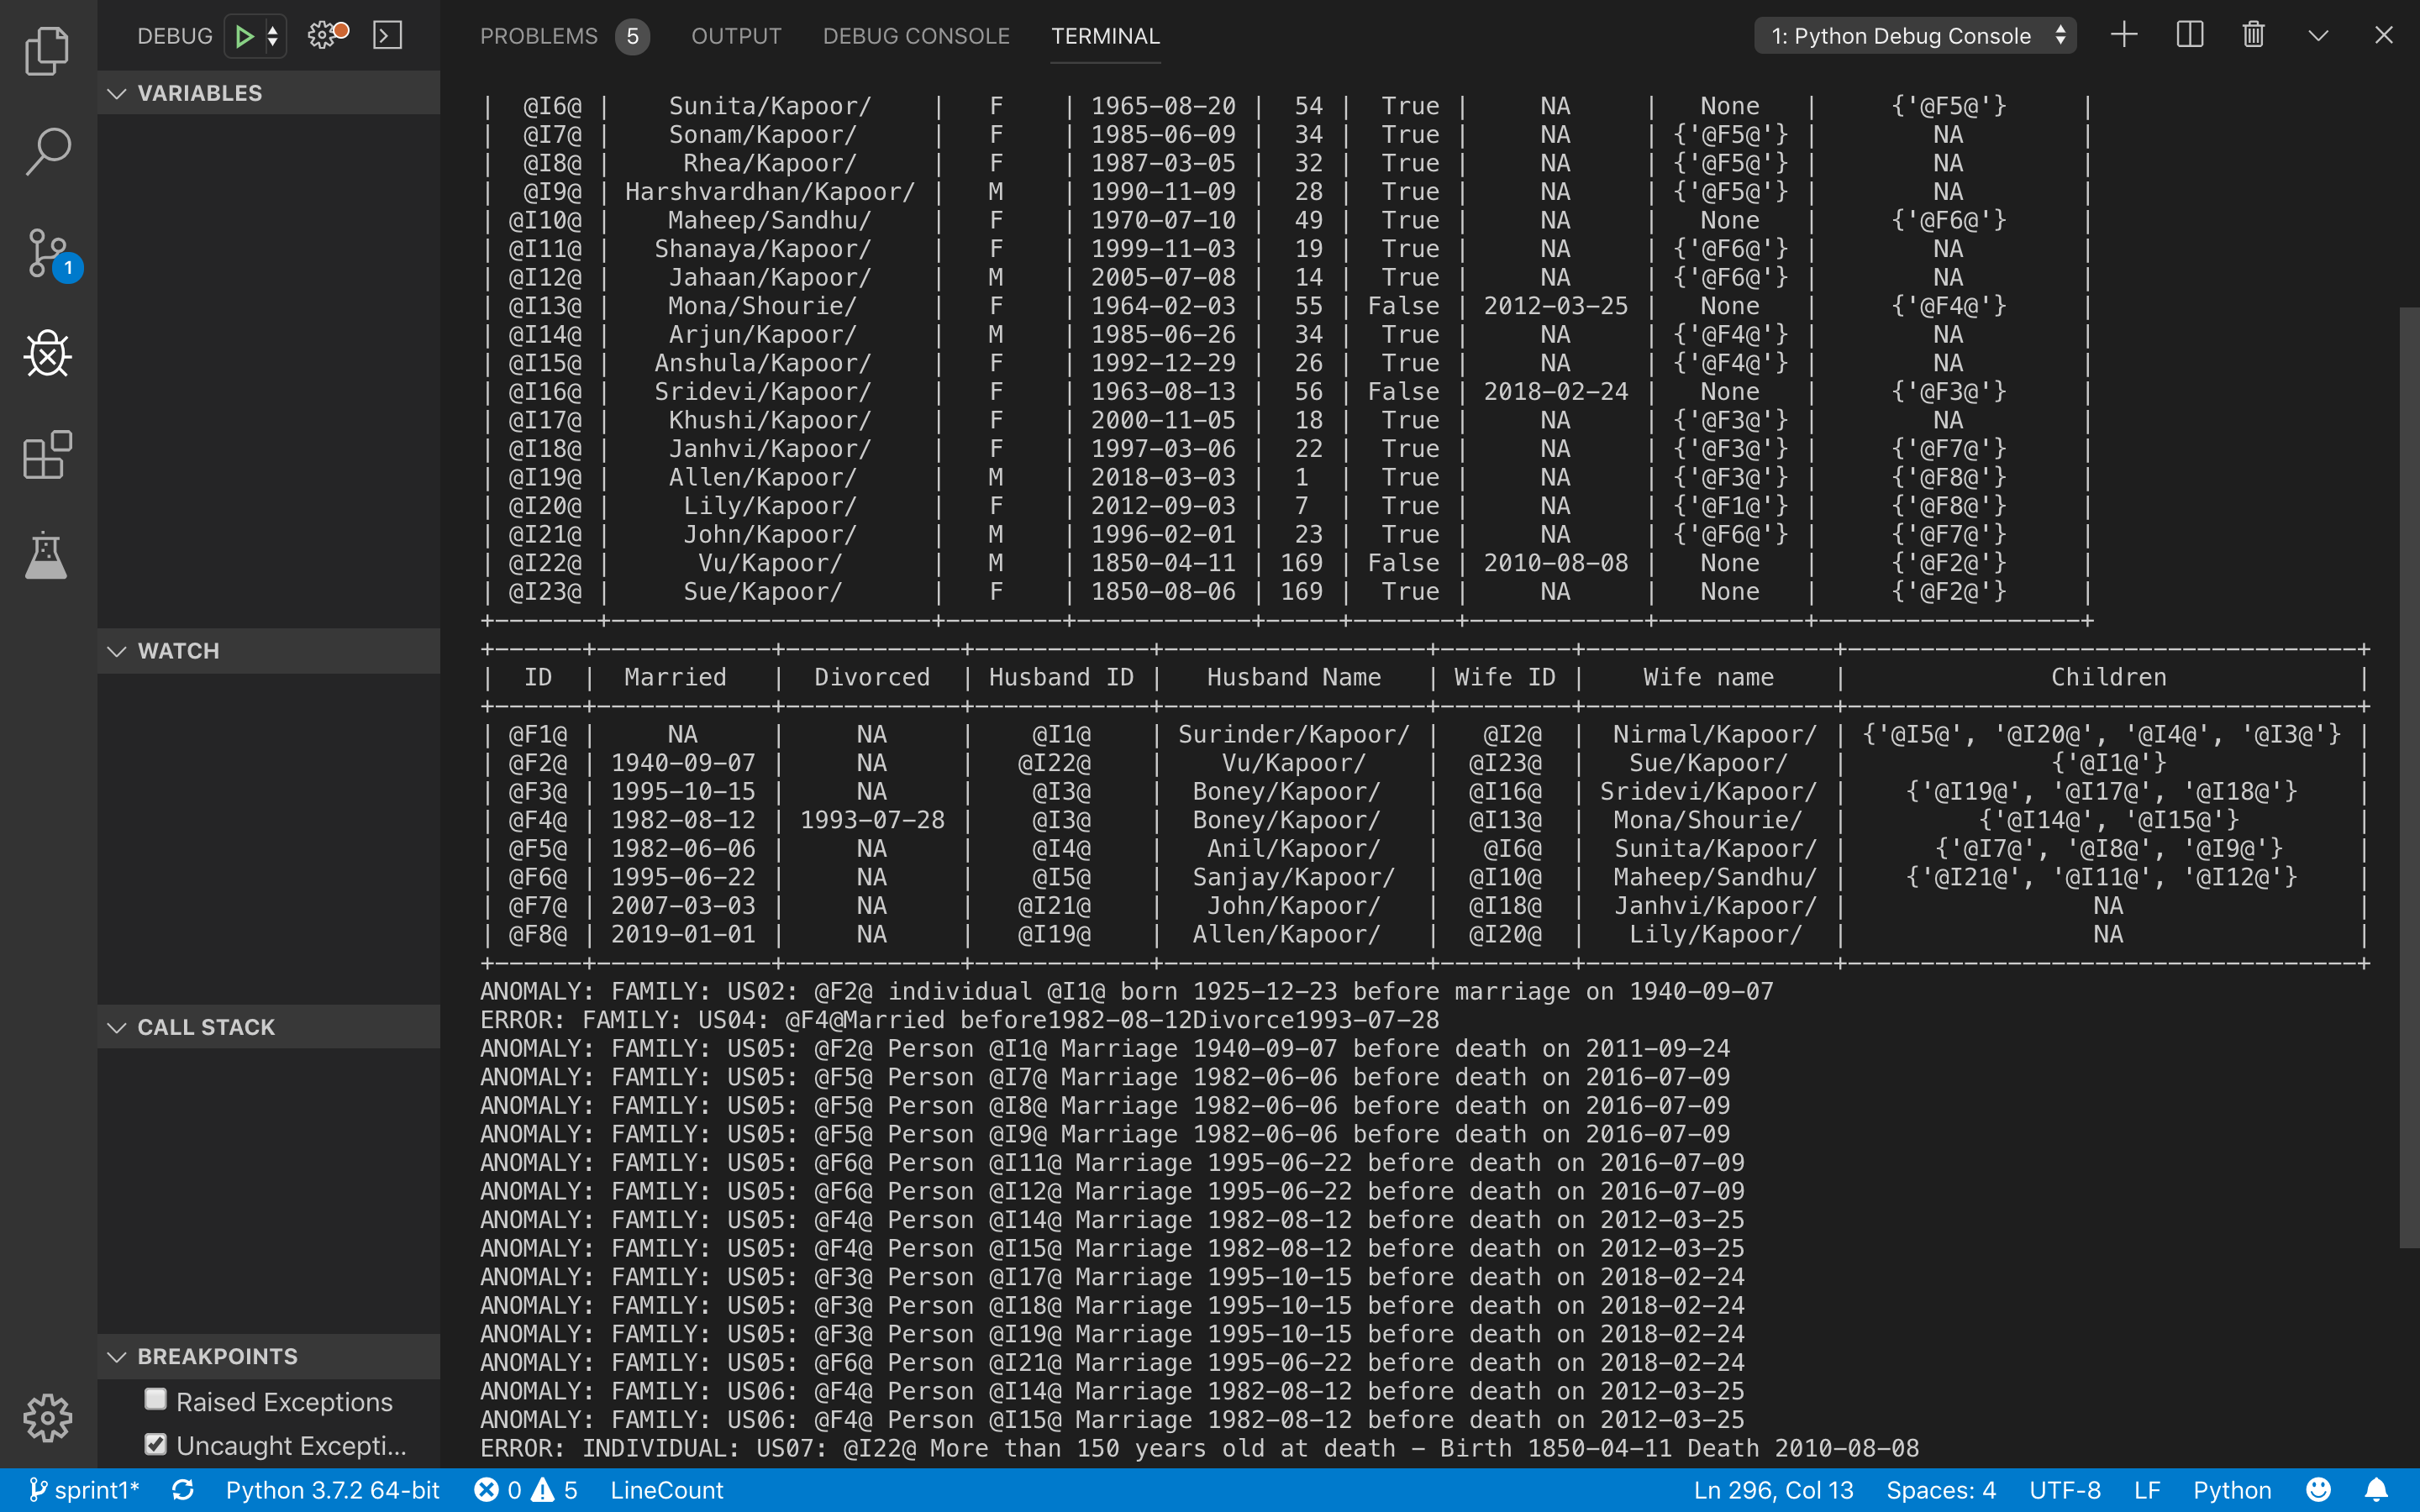 DEBUG
PROBLEMS 5 OUTPUT DEBUG CONSOLE TERMINAL 1: Python Debug Console
VARIABLES
WATCH
CALL STACK
BREAKPOINTS
Raised Exceptions
Uncaught Excepti...
1
| @I6@ | Sunita/Kapoor/ | F | 1965-08-20 | 54 | True | NA | None | {'@F5@'} |
| @I7@ | Sonam/Kapoor/ | F | 1985-06-09 | 34 | True | NA | {'@F5@'} | NA |
| @I8@ | Rhea/Kapoor/ | F | 1987-03-05 | 32 | True | NA | {'@F5@'} | NA |
| @I9@ | Harshvardhan/Kapoor/ | M | 1990-11-09 | 28 | True | NA | {'@F5@'} | NA |
| @I10@ | Maheep/Sandhu/ | F | 1970-07-10 | 49 | True | NA | None | {'@F6@'} |
| @I11@ | Shanaya/Kapoor/ | F | 1999-11-03 | 19 | True | NA | {'@F6@'} | NA |
| @I12@ | Jahaan/Kapoor/ | M | 2005-07-08 | 14 | True | NA | {'@F6@'} | NA |
| @I13@ | Mona/Shourie/ | F | 1964-02-03 | 55 | False | 2012-03-25 | None | {'@F4@'} |
| @I14@ | Arjun/Kapoor/ | M | 1985-06-26 | 34 | True | NA | {'@F4@'} | NA |
| @I15@ | Anshula/Kapoor/ | F | 1992-12-29 | 26 | True | NA | {'@F4@'} | NA |
| @I16@ | Sridevi/Kapoor/ | F | 1963-08-13 | 56 | False | 2018-02-24 | None | {'@F3@'} |
| @I17@ | Khushi/Kapoor/ | F | 2000-11-05 | 18 | True | NA | {'@F3@'} | NA |
| @I18@ | Janhvi/Kapoor/ | F | 1997-03-06 | 22 | True | NA | {'@F3@'} | {'@F7@'} |
| @I19@ | Allen/Kapoor/ | M | 2018-03-03 | 1 | True | NA | {'@F3@'} | {'@F8@'} |
| @I20@ | Lily/Kapoor/ | F | 2012-09-03 | 7 | True | NA | {'@F1@'} | {'@F8@'} |
| @I21@ | John/Kapoor/ | M | 1996-02-01 | 23 | True | NA | {'@F6@'} | {'@F7@'} |
| @I22@ | Vu/Kapoor/ | M | 1850-04-11 | 169 | False | 2010-08-08 | None | {'@F2@'} |
| @I23@ | Sue/Kapoor/ | F | 1850-08-06 | 169 | True | NA | None | {'@F2@'} |
| ID | Married | Divorced | Husband ID | Husband Name | Wife ID | Wife name | Children |
| @F1@ | NA | NA | @I1@ | Surinder/Kapoor/ | @I2@ | Nirmal/Kapoor/ | {'@I5@', '@I20@', '@I4@', '@I3@'} |
| @F2@ | 1940-09-07 | NA | @I22@ | Vu/Kapoor/ | @I23@ | Sue/Kapoor/ | {'@I1@'} |
| @F3@ | 1995-10-15 | NA | @I3@ | Boney/Kapoor/ | @I16@ | Sridevi/Kapoor/ | {'@I19@', '@I17@', '@I18@'} |
| @F4@ | 1982-08-12 | 1993-07-28 | @I3@ | Boney/Kapoor/ | @I13@ | Mona/Shourie/ | {'@I14@', '@I15@'} |
| @F5@ | 1982-06-06 | NA | @I4@ | Anil/Kapoor/ | @I6@ | Sunita/Kapoor/ | {'@I7@', '@I8@', '@I9@'} |
| @F6@ | 1995-06-22 | NA | @I5@ | Sanjay/Kapoor/ | @I10@ | Maheep/Sandhu/ | {'@I21@', '@I11@', '@I12@'} |
| @F7@ | 2007-03-03 | NA | @I21@ | John/Kapoor/ | @I18@ | Janhvi/Kapoor/ | NA |
| @F8@ | 2019-01-01 | NA | @I19@ | Allen/Kapoor/ | @I20@ | Lily/Kapoor/ | NA |
ANOMALY: FAMILY: US02: @F2@ individual @I1@ born 1925-12-23 before marriage on 1940-09-07
ERROR: FAMILY: US04: @F4@Married before1982-08-12Divorce1993-07-28
ANOMALY: FAMILY: US05: @F2@ Person @I1@ Marriage 1940-09-07 before death on 2011-09-24
ANOMALY: FAMILY: US05: @F5@ Person @I7@ Marriage 1982-06-06 before death on 2016-07-09
ANOMALY: FAMILY: US05: @F5@ Person @I8@ Marriage 1982-06-06 before death on 2016-07-09
ANOMALY: FAMILY: US05: @F5@ Person @I9@ Marriage 1982-06-06 before death on 2016-07-09
ANOMALY: FAMILY: US05: @F6@ Person @I11@ Marriage 1995-06-22 before death on 2016-07-09
ANOMALY: FAMILY: US05: @F6@ Person @I12@ Marriage 1995-06-22 before death on 2016-07-09
ANOMALY: FAMILY: US05: @F4@ Person @I14@ Marriage 1982-08-12 before death on 2012-03-25
ANOMALY: FAMILY: US05: @F4@ Person @I15@ Marriage 1982-08-12 before death on 2012-03-25
ANOMALY: FAMILY: US05: @F3@ Person @I17@ Marriage 1995-10-15 before death on 2018-02-24
ANOMALY: FAMILY: US05: @F3@ Person @I18@ Marriage 1995-10-15 before death on 2018-02-24
ANOMALY: FAMILY: US05: @F3@ Person @I19@ Marriage 1995-10-15 before death on 2018-02-24
ANOMALY: FAMILY: US05: @F6@ Person @I21@ Marriage 1995-06-22 before death on 2018-02-24
ANOMALY: FAMILY: US06: @F4@ Person @I14@ Marriage 1982-08-12 before death on 2012-03-25
ANOMALY: FAMILY: US06: @F4@ Person @I15@ Marriage 1982-08-12 before death on 2012-03-25
ERROR: INDIVIDUAL: US07: @I22@ More than 150 years old at death - Birth 1850-04-11 Death 2010-08-08
sprint1* Python 3.7.2 64-bit 0 5 LineCount Ln 296, Col 13 Spaces: 4 UTF-8 LF Python